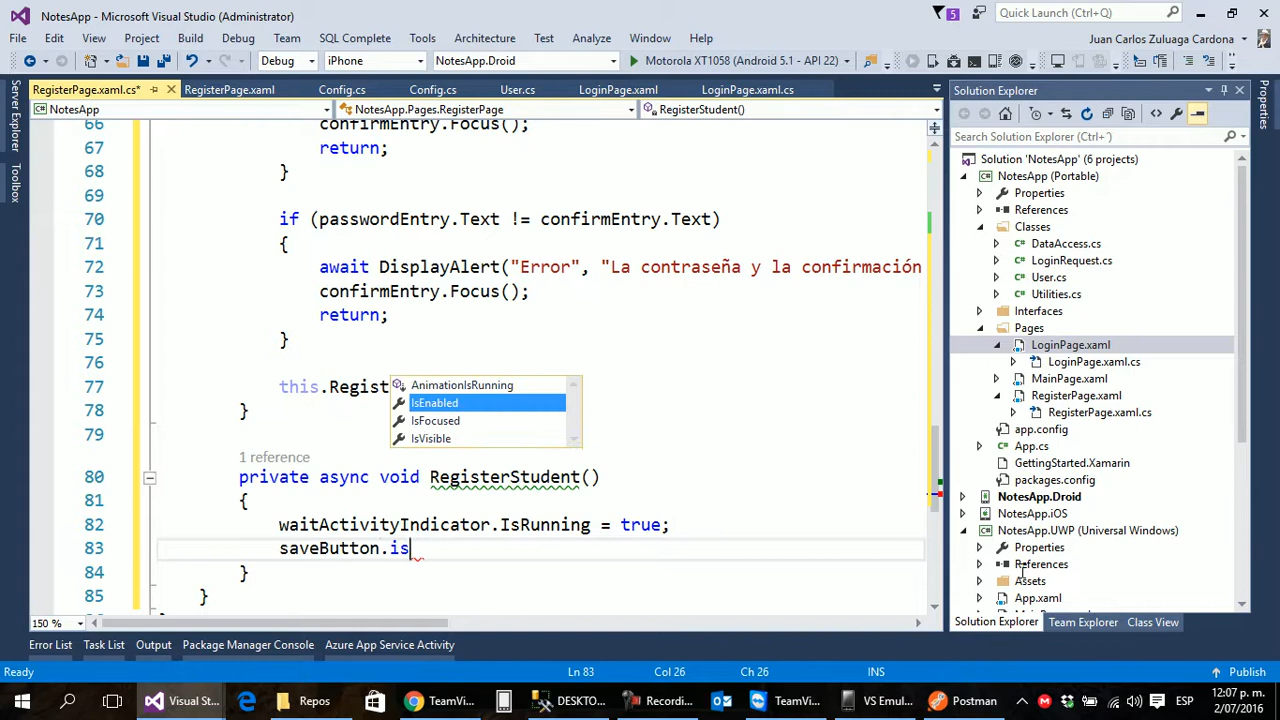 NotesApp - Microsoft Visual Studio (Administrator)
5
Quick Launch (Ctrl+Q)
File Edit View Project Build Debug Team SQL Complete Tools Architecture Test Analyze Window Help
Juan Carlos Zuluaga Cardona
Debug iPhone NotesApp.Droid Motorola XT1058 (Android 5.1 - API 22)
Server Explorer
Toolbox
RegisterPage.xaml.cs* RegisterPage.xaml Config.cs Config.cs User.cs LoginPage.xaml LoginPage.xaml.cs
NotesApp NotesApp.Pages.RegisterPage RegisterStudent()
66 confirmEntry.Focus();
67 return;
68 }
69
70 if (passwordEntry.Text != confirmEntry.Text)
71 {
72 await DisplayAlert("Error", "La contraseña y la confirmación
73 confirmEntry.Focus();
74 return;
75 }
76
77 this.Regist
78 }
79
AnimationIsRunning
IsEnabled
IsFocused
IsVisible
1 reference
80 private async void RegisterStudent()
81 {
82 waitActivityIndicator.IsRunning = true;
83 saveButton.is
84 }
85 }
150 %
Solution Explorer
Search Solution Explorer (Ctrl+´)
Solution 'NotesApp' (6 projects)
NotesApp (Portable)
Properties
References
Classes
DataAccess.cs
LoginRequest.cs
User.cs
Utilities.cs
Interfaces
Pages
LoginPage.xaml
LoginPage.xaml.cs
MainPage.xaml
RegisterPage.xaml
RegisterPage.xaml.cs
app.config
App.cs
GettingStarted.Xamarin
packages.config
NotesApp.Droid
NotesApp.iOS
NotesApp.UWP (Universal Windows)
Properties
References
Assets
App.xaml
Solution Explorer Team Explorer Class View
Properties
Error List Task List Output Package Manager Console Azure App Service Activity
Ready Ln 83 Col 26 Ch 26 INS Publish
Visual St... Repos TeamV... DESKTO... Recordi... TeamV... VS Emul... Postman ESP 12:07 p. m.
2/07/2016